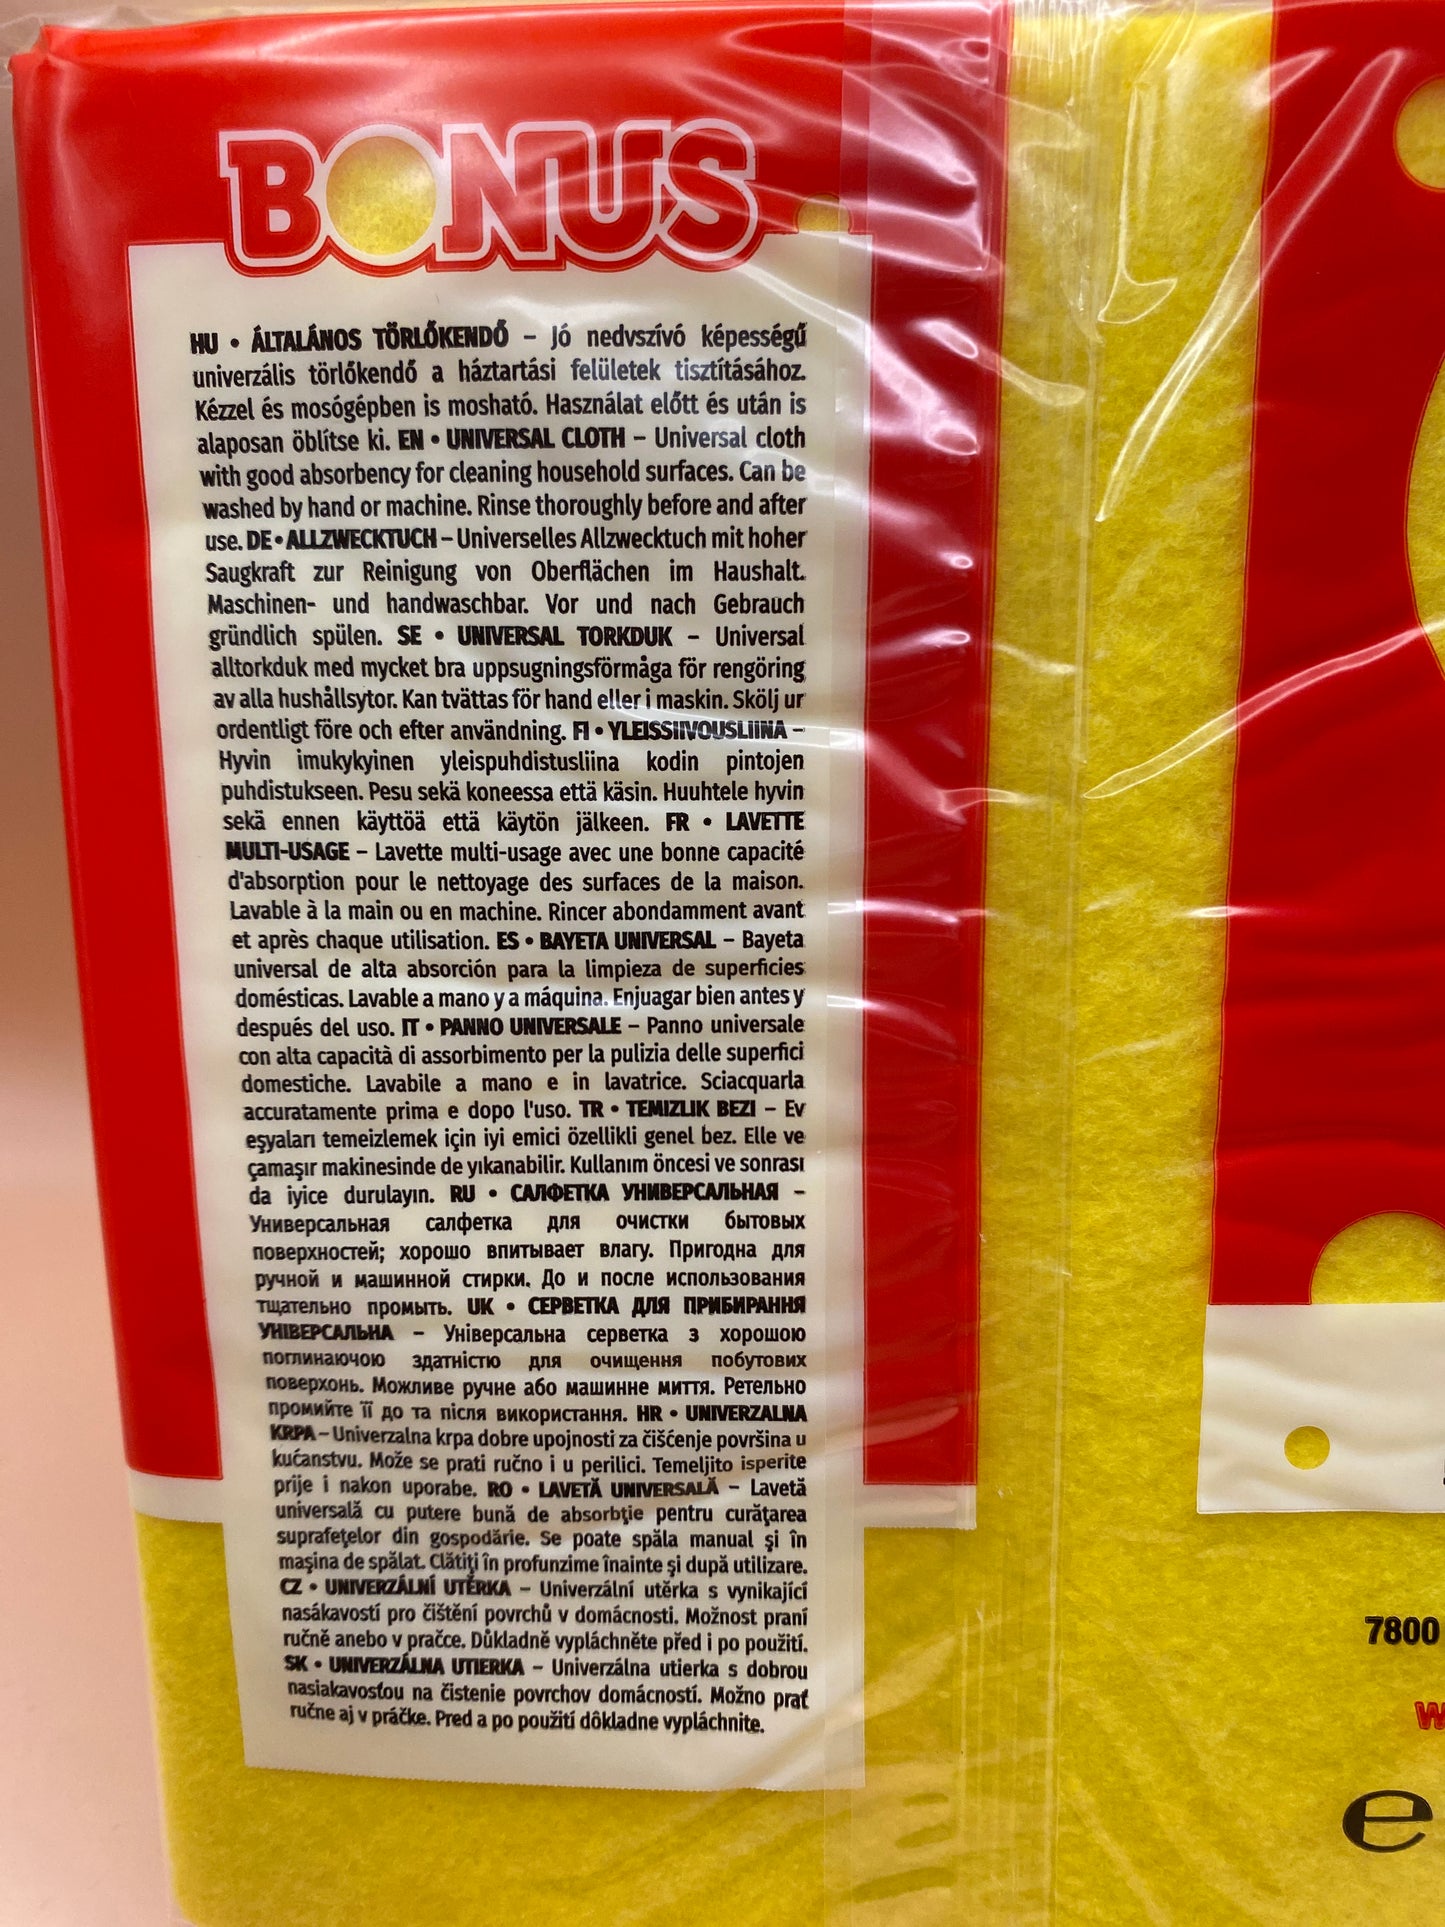 BONUS
HU • ÁLTALÁNOS TÖRLŐKENDŐ – Jó nedvszívó képességű
univerzális törlőkendő a háztartási felületek tisztításához.
Kézzel és mosógépben is mosható. Használat előtt és után is
alaposan öblítse ki. EN • UNIVERSAL CLOTH – Universal cloth
with good absorbency for cleaning household surfaces. Can be
washed by hand or machine. Rinse thoroughly before and after
use. DE • ALLZWECKTUCH – Universelles Allzwecktuch mit hoher
Saugkraft zur Reinigung von Oberflächen im Haushalt.
Maschinen- und handwaschbar. Vor und nach Gebrauch
gründlich spülen. SE • UNIVERSAL TORKDUK – Universal
alltorkduk med mycket bra uppsugningsförmåga för rengöring
av alla hushållsytor. Kan tvättas för hand eller i maskin. Skölj ur
ordentligt före och efter användning. FI • YLEISSIIVOUSLIINA –
Hyvin imukykyinen yleispuhdistusliina kodin pintojen
puhdistukseen. Pesu sekä koneessa että käsin. Huuhtele hyvin
sekä ennen käyttöä että käytön jälkeen. FR • LAVETTE
MULTI-USAGE – Lavette multi-usage avec une bonne capacité
d'absorption pour le nettoyage des surfaces de la maison.
Lavable à la main ou en machine. Rincer abondamment avant
et après chaque utilisation. ES • BAYETA UNIVERSAL – Bayeta
universal de alta absorción para la limpieza de superficies
domésticas. Lavable a mano y a máquina. Enjuagar bien antes y
después del uso. IT • PANNO UNIVERSALE – Panno universale
con alta capacità di assorbimento per la pulizia delle superfici
domestiche. Lavabile a mano e in lavatrice. Sciacquarla
accuratamente prima e dopo l'uso. TR • TEMIZLIK BEZI – Ev
eşyaları temeizlemek için iyi emici özellikli genel bez. Elle ve
çamaşır makinesinde de yıkanabilir. Kullanım öncesi ve sonrası
da iyice durulayın. RU • САЛФЕТКА УНИВЕРСАЛЬНАЯ –
Универсальная салфетка для очистки бытовых
поверхностей; хорошо впитывает влагу. Пригодна для
ручной и машинной стирки. До и после использования
тщательно промыть. UK • СЕРВЕТКА ДЛЯ ПРИБИРАННЯ
УНІВЕРСАЛЬНА – Універсальна серветка з хорошою
поглинаючою здатністю для очищення побутових
поверхонь. Можливе ручне або машинне миття. Ретельно
промийте її до та після використання. HR • UNIVERZALNA
KRPA – Univerzalna krpa dobre upojnosti za čišćenje površina u
kućanstvu. Može se prati ručno i u perilici. Temeljito isperite
prije i nakon uporabe. RO • LAVETĂ UNIVERSALĂ – Lavetă
universală cu putere bună de absorbţie pentru curăţarea
suprafeţelor din gospodărie. Se poate spăla manual şi în
maşina de spălat. Clătiţi în profunzime înainte şi după utilizare.
CZ • UNIVERZÁLNÍ UTĚRKA – Univerzální utěrka s vynikající
nasákavostí pro čištění povrchů v domácnosti. Možnost praní
ručně anebo v pračce. Důkladně vypláchněte před i po použití.
SK • UNIVERZÁLNA UTIERKA – Univerzálna utierka s dobrou
nasiakavosťou na čistenie povrchov domácností. Možno prať
ručne aj v práčke. Pred a po použití dôkladne vypláchnite.
7800
w
e